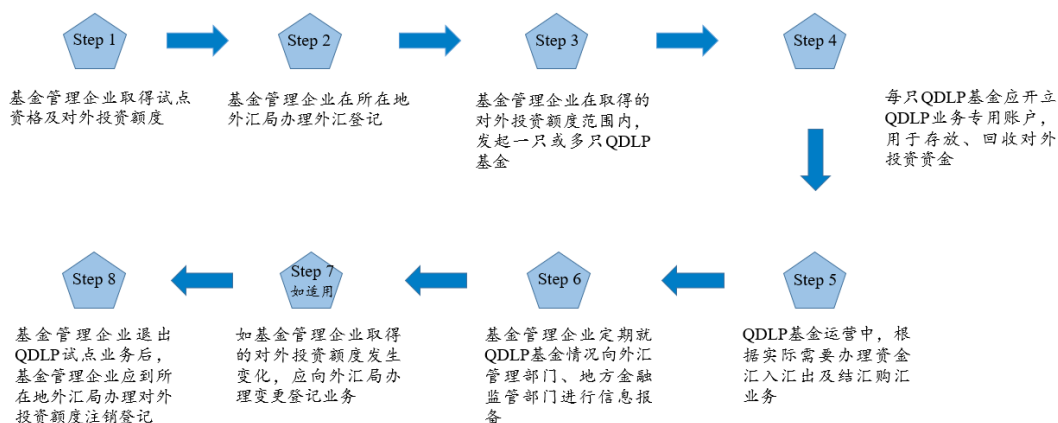 Step 1
基金管理企业取得试点
资格及对外投资额度
Step 2
基金管理企业在所在地
外汇局办理外汇登记
Step 3
基金管理企业在取得的
对外投资额度范围内，
发起一只或多只QDLP
基金
Step 4
每只QDLP基金应开立
QDLP业务专用账户，
用于存放、回收对外
投资资金
Step 5
QDLP基金运营中，根
据实际需要办理资金
汇入汇出及结汇购汇
业务
Step 6
基金管理企业定期就
QDLP基金情况向外汇
管理部门、地方金融
监管部门进行信息报
备
Step 7
如适用
如基金管理企业取得
的对外投资额度发生
变化，应向外汇局办
理变更登记业务
Step 8
基金管理企业退出
QDLP试点业务后，
基金管理企业应到所
在地外汇局办理对外
投资额度注销登记